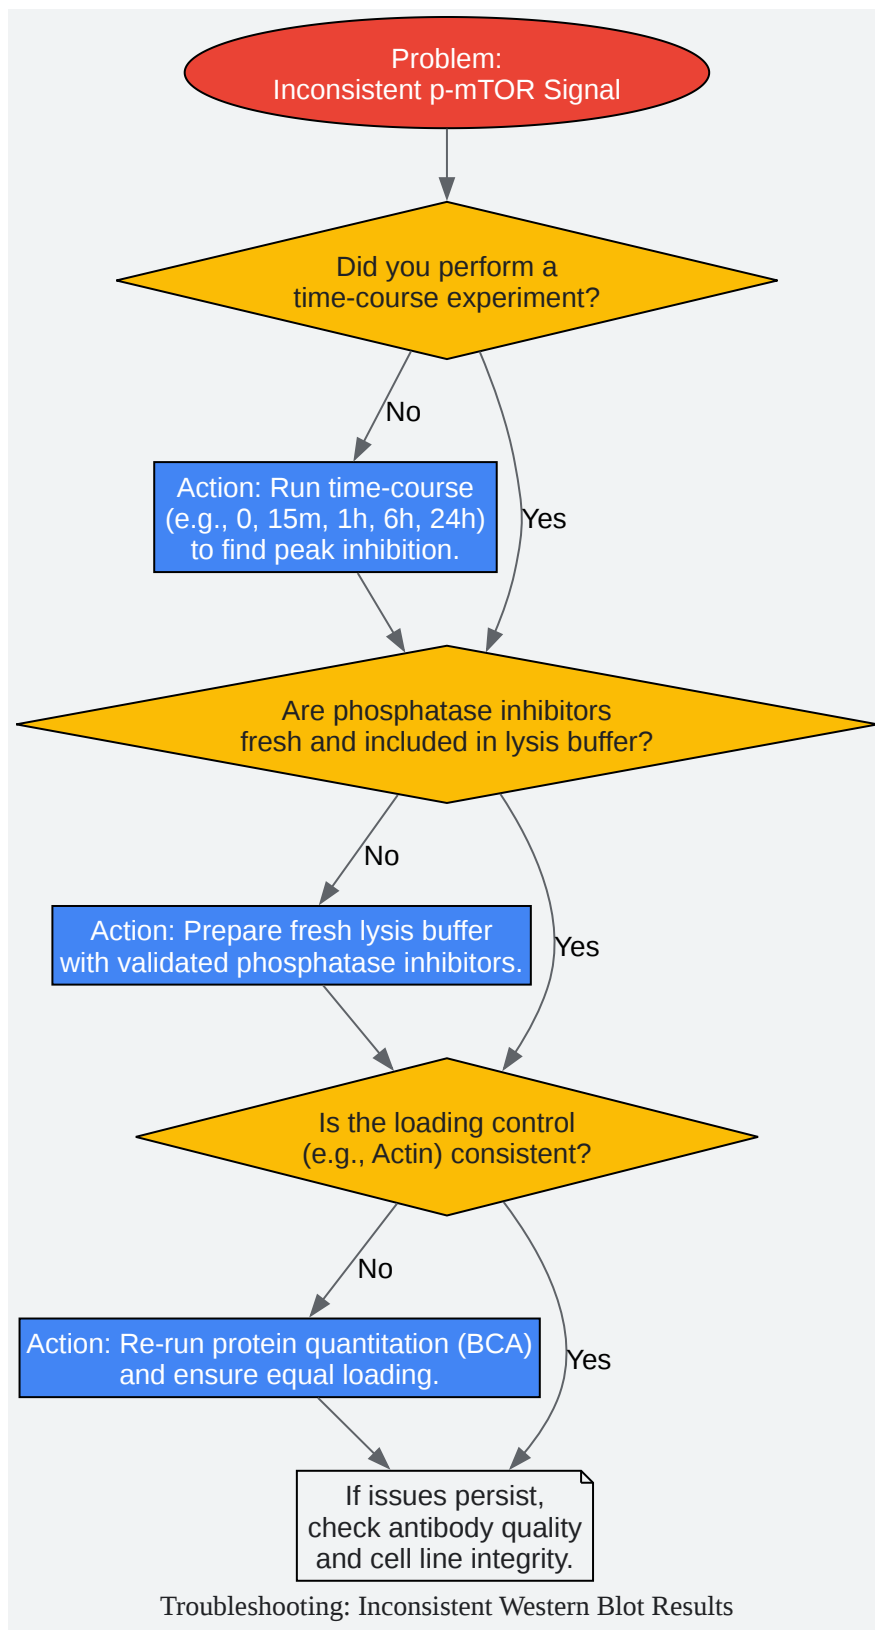 Problem:
Inconsistent p-mTOR Signal
Did you perform a
time-course experiment?
No
Action: Run time-course
(e.g., 0, 15m, 1h, 6h, 24h)
to find peak inhibition.
Yes
Are phosphatase inhibitors
fresh and included in lysis buffer?
No
Action: Prepare fresh lysis buffer
with validated phosphatase inhibitors.
Yes
Is the loading control
(e.g., Actin) consistent?
No
Action: Re-run protein quantitation (BCA)
and ensure equal loading.
Yes
If issues persist,
check antibody quality
and cell line integrity.
Troubleshooting: Inconsistent Western Blot Results